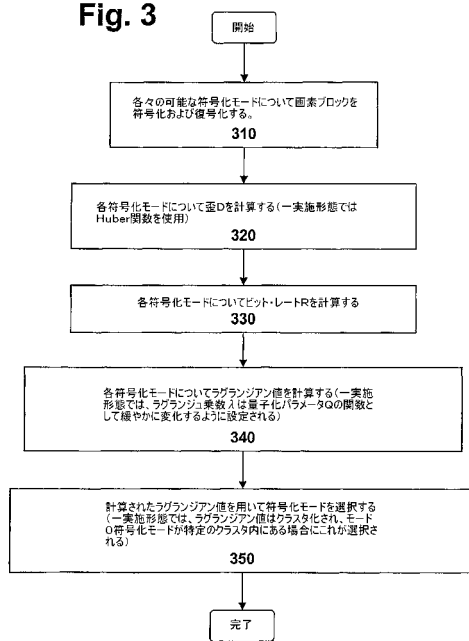 Fig. 3
開始
各々の可能な符号化モードについて画素ブロックを
符号化および復号化する。
310
各符号化モードについて歪Dを計算する(一実施形態では
Huber関数を使用)
320
各符号化モードについてビット・レートRを計算する
330
各符号化モードについてラグランジアン値を計算する(一実施
形態では、ラグランジュ乗数λは量子化パラメータQの関数と
して緩やかに変化するように設定される)
340
計算されたラグランジアン値を用いて符号化モードを選択する
(一実施形態では、ラグランジアン値はクラスタ化され、モード
0符号化モードが特定のクラスタ内にある場合にこれが選択さ
れる)
350
完了